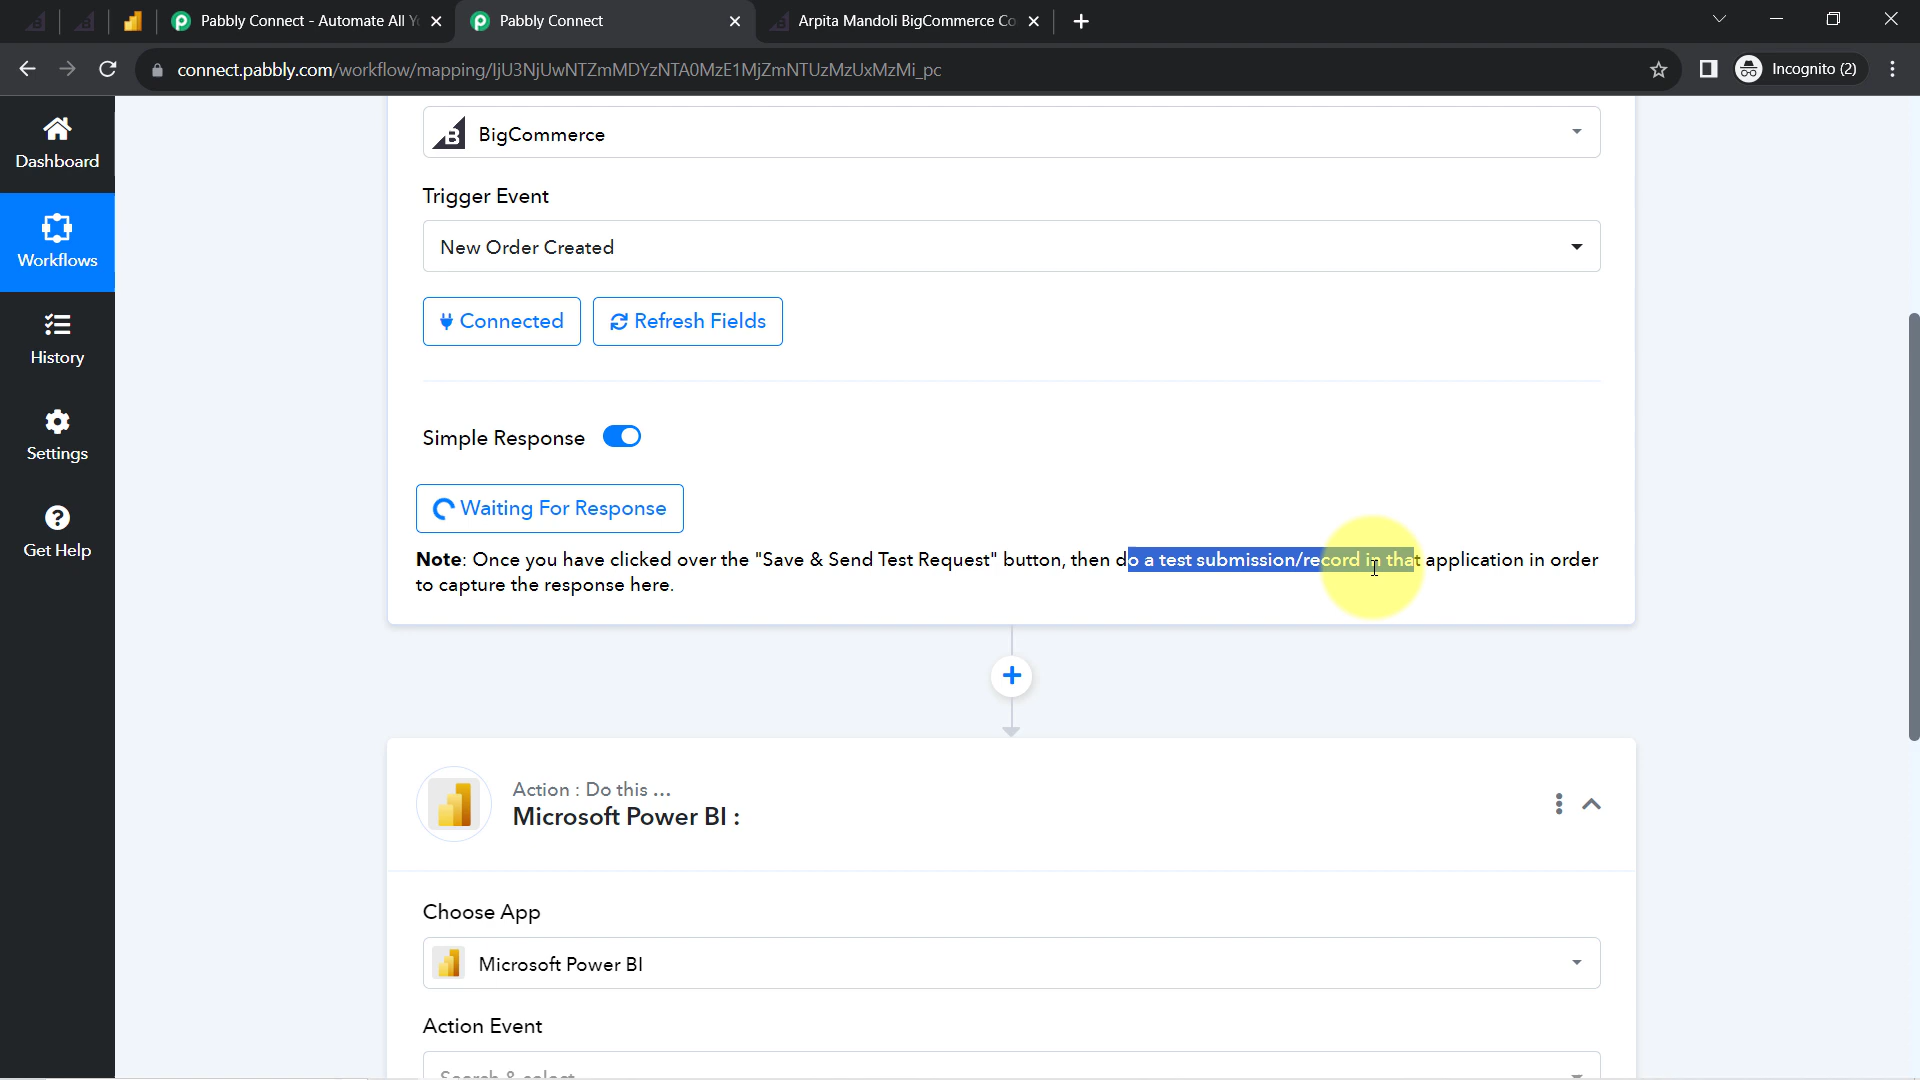 Pabbly Connect - Automate All Y
Pabbly Connect
Arpita Mandoli BigCommerce Co
connect.pabbly.com/workflow/mapping/IjU3NjUwNTZmMDYzNTA0MzE1MjZmNTUzMzUxMzMi_pc
Incognito (2)
Dashboard
Workflows
History
Settings
Get Help
BigCommerce
Trigger Event
New Order Created
Connected
Refresh Fields
Simple Response
Waiting For Response
Note: Once you have clicked over the "Save & Send Test Request" button, then do a test submission/record in that application in order
to capture the response here.
Action : Do this ...
Microsoft Power BI :
Choose App
Microsoft Power BI
Action Event
Search & select